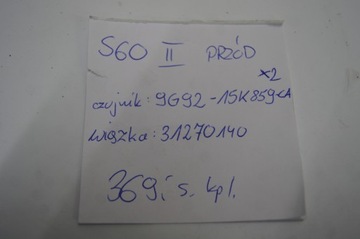 S60 II PRZÓD
x2
czujnik: 9G92-15K859-CA
wiązka: 31270140
369,- s. kpl.